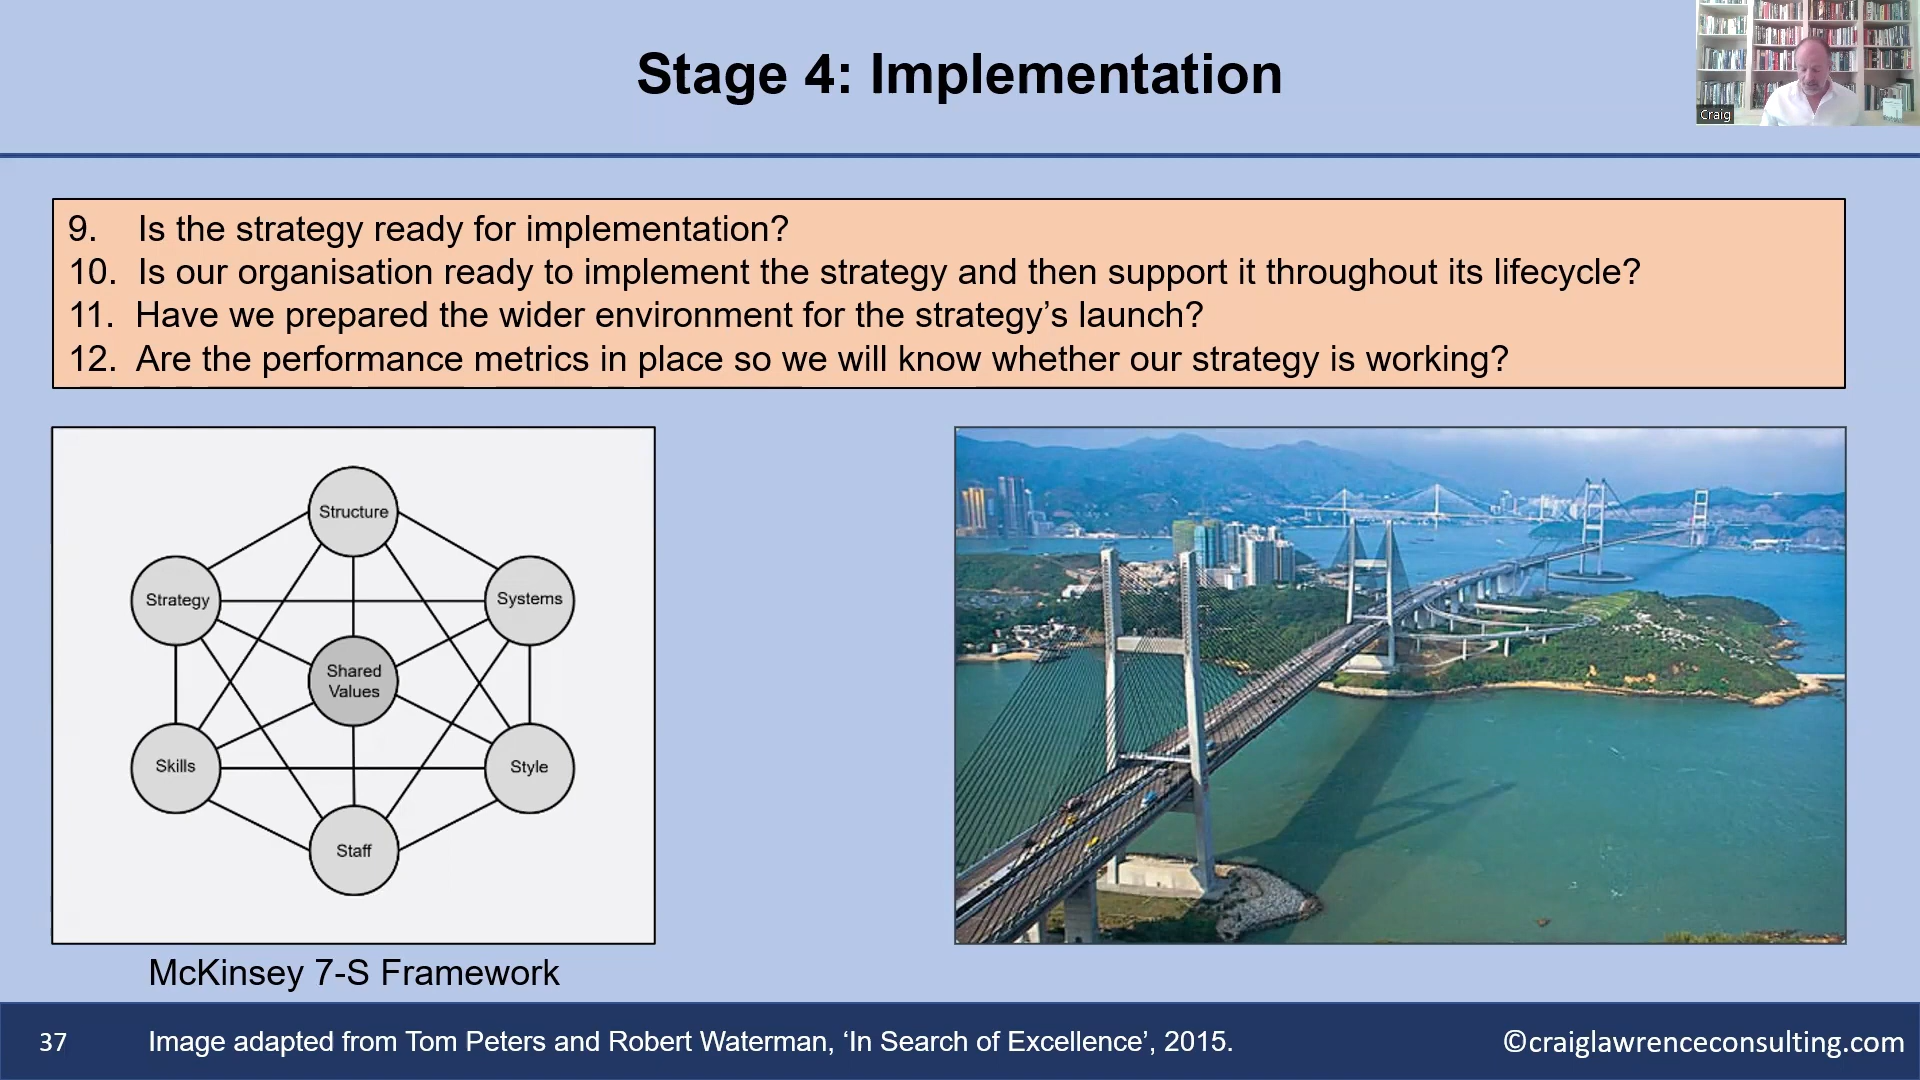 Stage 4: Implementation
Craig
9. Is the strategy ready for implementation?
10. Is our organisation ready to implement the strategy and then support it throughout its lifecycle?
11. Have we prepared the wider environment for the strategy’s launch?
12. Are the performance metrics in place so we will know whether our strategy is working?
Structure
Strategy
Systems
Shared
Values
Skills
Style
Staff
McKinsey 7-S Framework
37
Image adapted from Tom Peters and Robert Waterman, ‘In Search of Excellence’, 2015.
©craiglawrenceconsulting.com